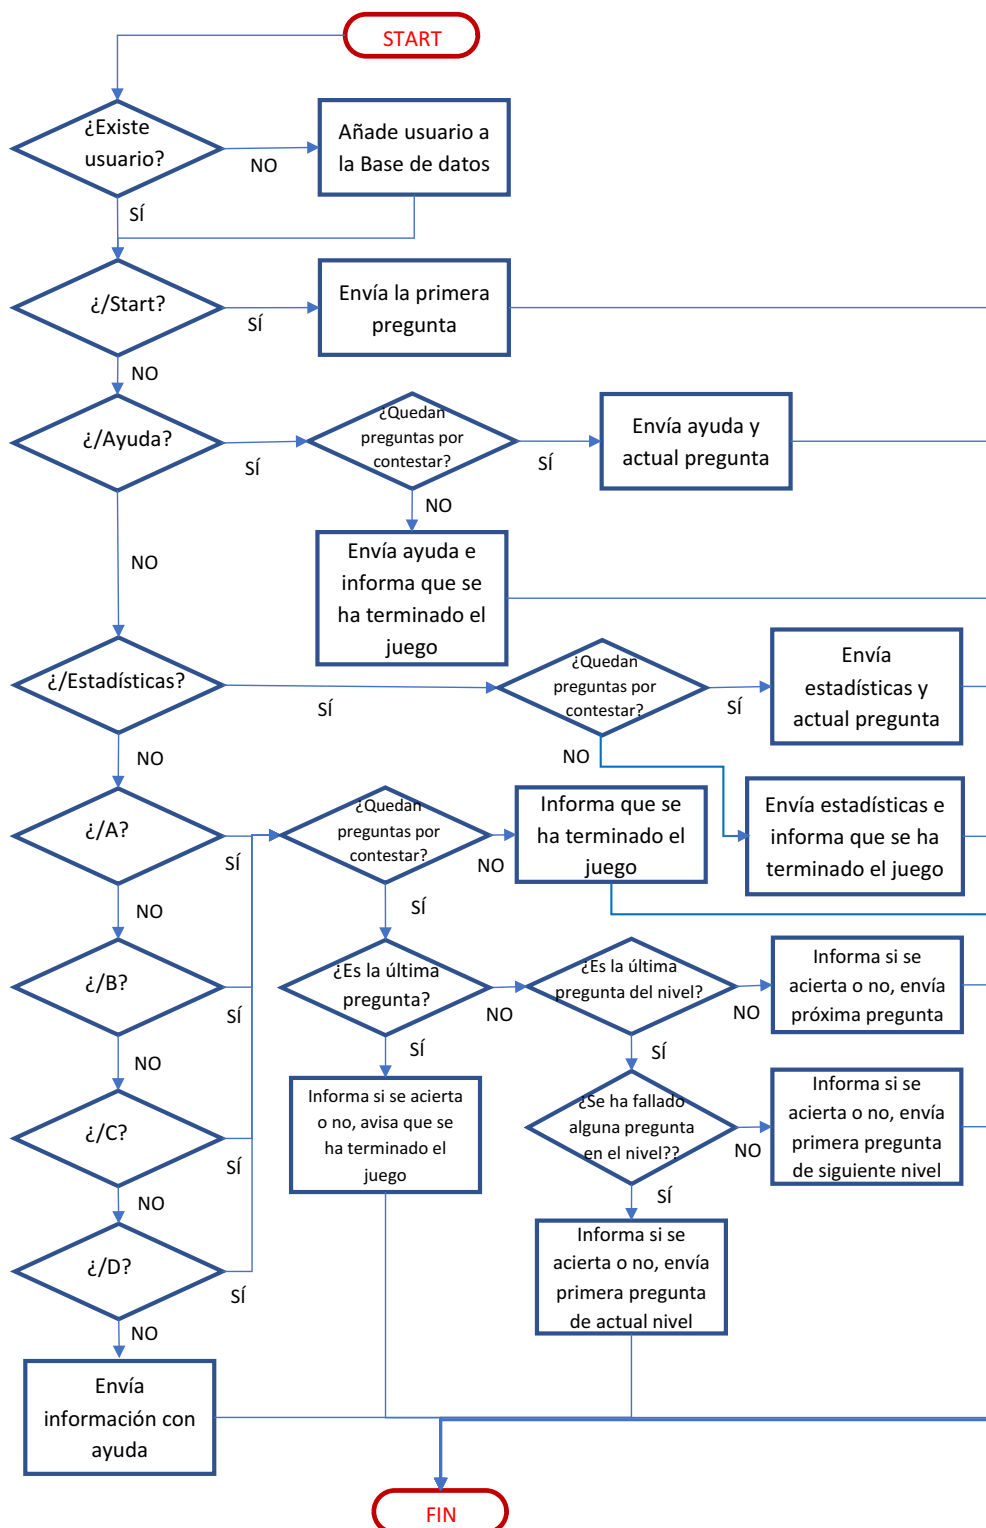 START
¿Existe
usuario?
NO
Añade usuario a
la Base de datos
SÍ
¿/Start?
SÍ
Envía la primera
pregunta
NO
¿/Ayuda?
SÍ
¿Quedan
preguntas por
contestar?
SÍ
Envía ayuda y
actual pregunta
NO
Envía ayuda e
informa que se
ha terminado el
juego
NO
¿/Estadísticas?
SÍ
¿Quedan
preguntas por
contestar?
SÍ
Envía
estadísticas y
actual pregunta
NO
Envía estadísticas e
informa que se ha
terminado el juego
NO
¿/A?
SÍ
¿Quedan
preguntas por
contestar?
NO
Informa que se
ha terminado el
juego
SÍ
NO
¿/B?
SÍ
¿Es la última
pregunta?
NO
¿Es la última
pregunta del nivel?
NO
Informa si se
acierta o no, envía
próxima pregunta
SÍ
SÍ
NO
¿/C?
SÍ
Informa si se acierta
o no, avisa que se
ha terminado el
juego
¿Se ha fallado
alguna pregunta
en el nivel??
NO
Informa si se
acierta o no, envía
primera pregunta
de siguiente nivel
SÍ
NO
¿/D?
SÍ
Informa si se
acierta o no, envía
primera pregunta
de actual nivel
NO
Envía
información con
ayuda
FIN